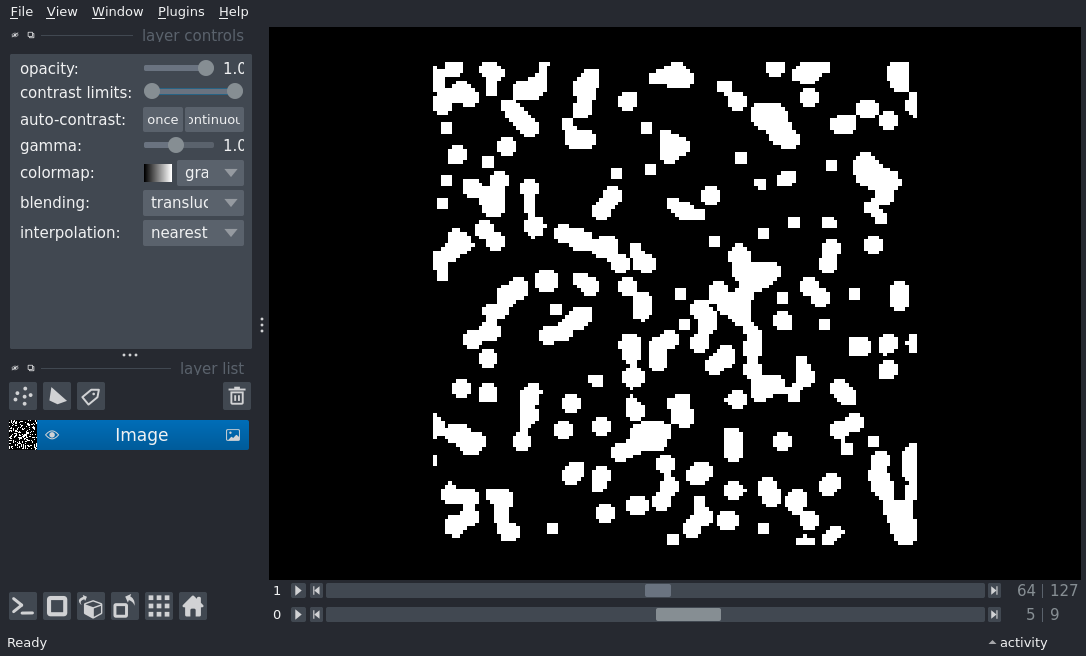 File View Window Plugins Help
layer controls
opacity: 1.0
contrast limits:
auto-contrast: once ontinuou
gamma: 1.0
colormap: gra
blending: transluc
interpolation: nearest
layer list
Image
1 64 | 127
0 5 | 9
Ready activity